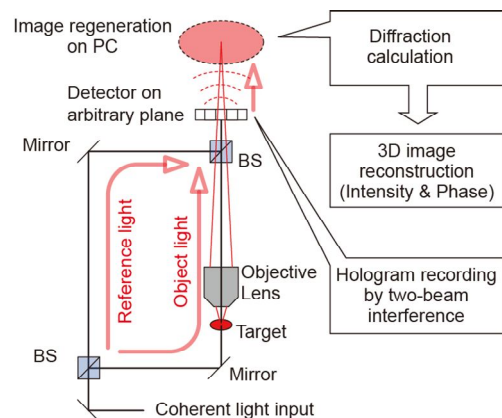 Image regeneration
on PC
Diffraction
calculation
Detector on
arbitrary plane
Mirror
BS
3D image
reconstruction
(Intensity & Phase)
Reference light
Object light
Objective
Lens
Hologram recording
by two-beam
interference
Target
BS
Mirror
Coherent light input